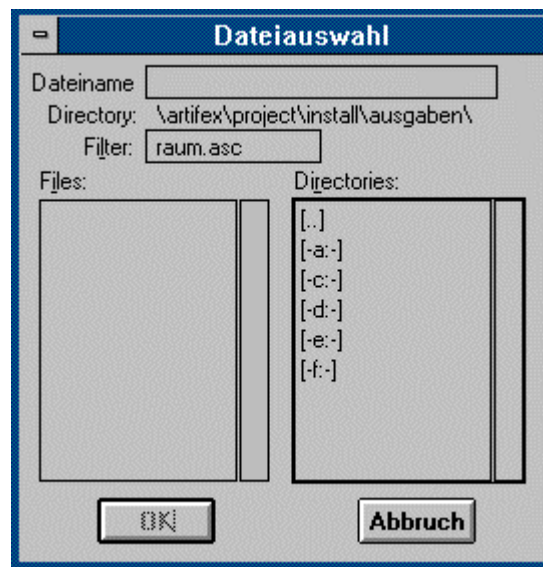 Dateiauswahl
Dateiname
Directory: \artifex\project\install\ausgaben\
Filter: raum.asc
Files: Directories:
[..]
[-a:-]
[-c:-]
[-d:-]
[-e:-]
[-f:-]
OK Abbruch